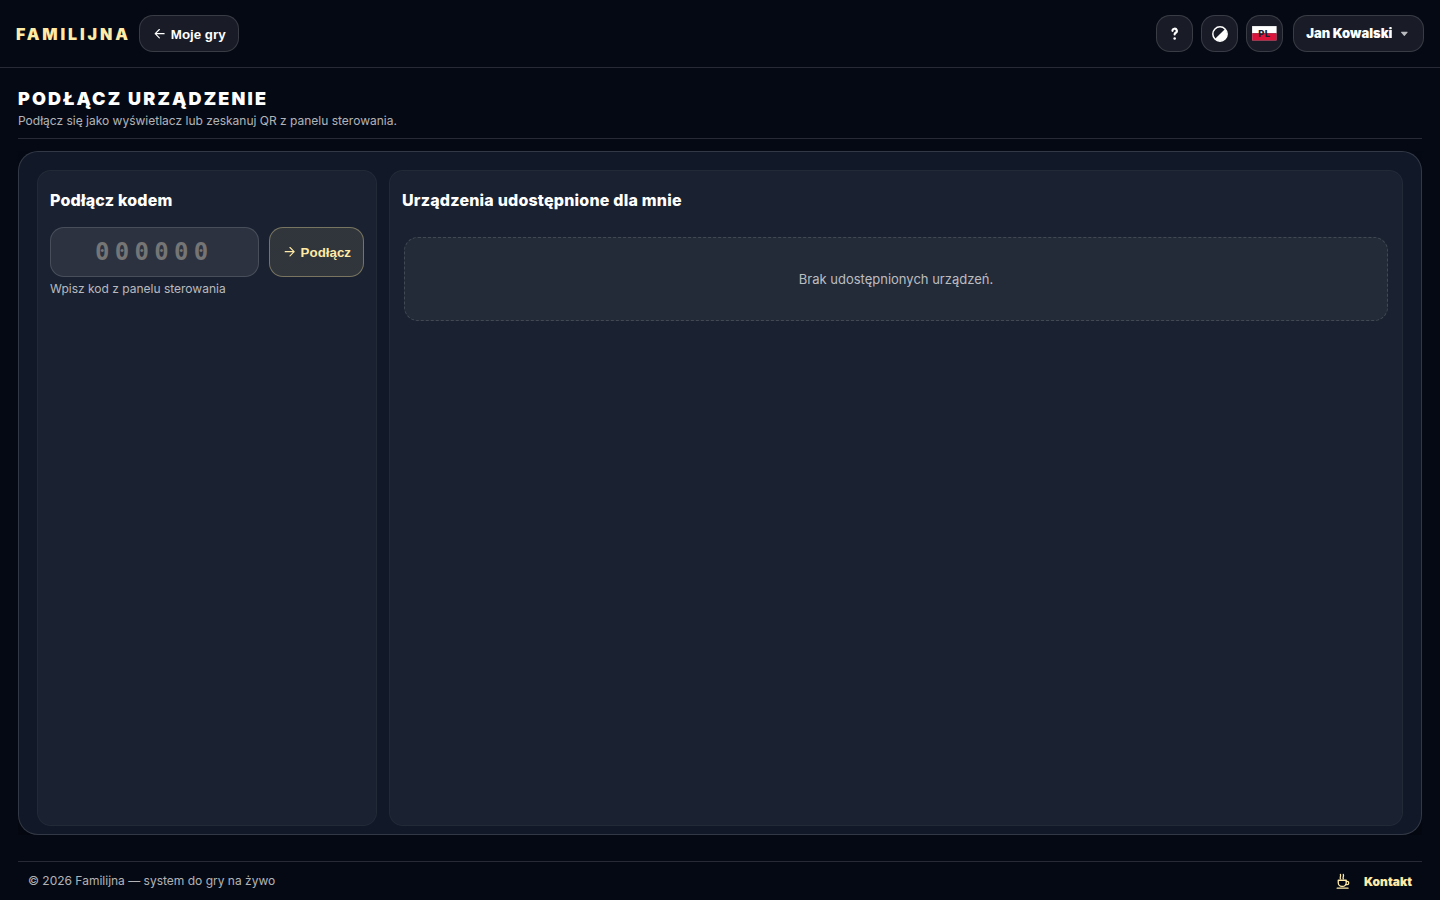 FAMILIJNA
← Moje gry
?
PL
Jan Kowalski
PODŁĄCZ URZĄDZENIE
Podłącz się jako wyświetlacz lub zeskanuj QR z panelu sterowania.
Podłącz kodem
000000
→ Podłącz
Wpisz kod z panelu sterowania
Urządzenia udostępnione dla mnie
Brak udostępnionych urządzeń.
© 2026 Familijna — system do gry na żywo
Kontakt